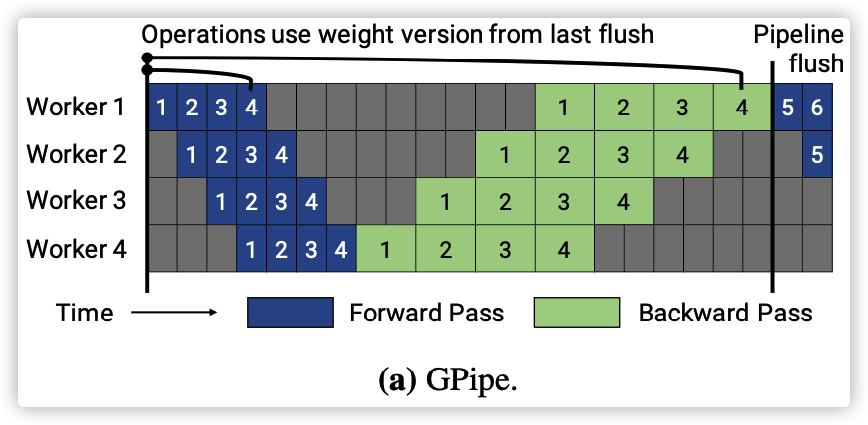 Operations use weight version from last flush
Pipeline
flush
Worker 1 1 2 3 4 1 2 3 4 5 6
Worker 2 1 2 3 4 1 2 3 4 5
Worker 3 1 2 3 4 1 2 3 4
Worker 4 1 2 3 4 1 2 3 4
Time Forward Pass Backward Pass
(a) GPipe.